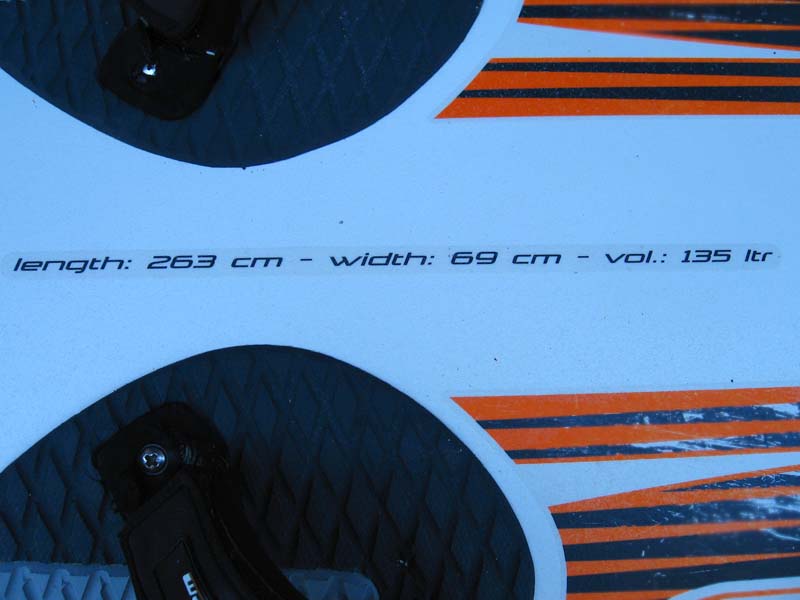 length: 263 cm - width: 69 cm - vol.: 135 ltr